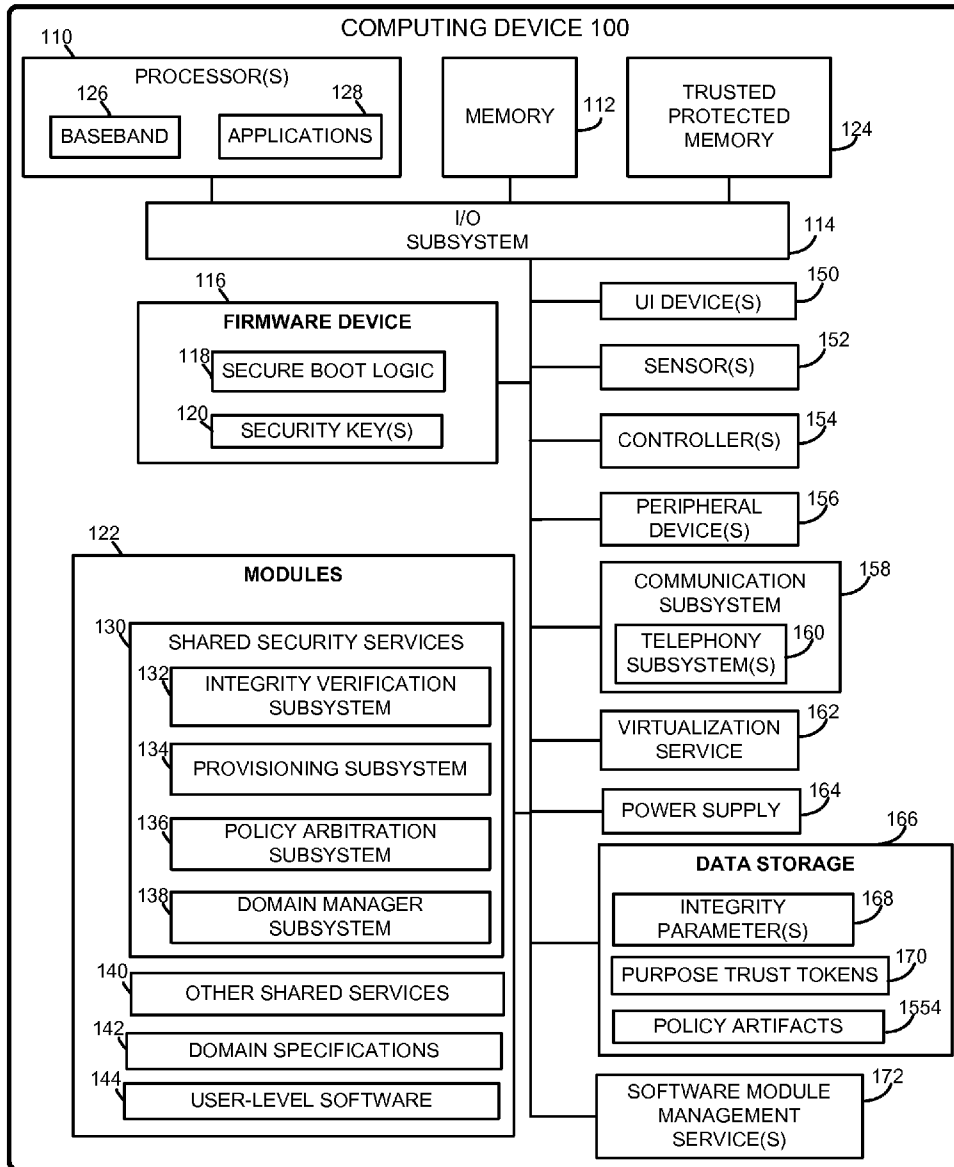 COMPUTING DEVICE 100
110
PROCESSOR(S)
126
BASEBAND
128
APPLICATIONS
MEMORY
112
TRUSTED
PROTECTED
MEMORY
124
I/O
SUBSYSTEM
114
116
FIRMWARE DEVICE
118
SECURE BOOT LOGIC
120
SECURITY KEY(S)
UI DEVICE(S)
150
SENSOR(S)
152
CONTROLLER(S)
154
PERIPHERAL
DEVICE(S)
156
COMMUNICATION
SUBSYSTEM
158
TELEPHONY
SUBSYSTEM(S)
160
VIRTUALIZATION
SERVICE
162
POWER SUPPLY
164
122
MODULES
130
SHARED SECURITY SERVICES
132
INTEGRITY VERIFICATION
SUBSYSTEM
134
PROVISIONING SUBSYSTEM
136
POLICY ARBITRATION
SUBSYSTEM
138
DOMAIN MANAGER
SUBSYSTEM
140
OTHER SHARED SERVICES
142
DOMAIN SPECIFICATIONS
144
USER-LEVEL SOFTWARE
166
DATA STORAGE
INTEGRITY
PARAMETER(S)
168
PURPOSE TRUST TOKENS
170
POLICY ARTIFACTS
1554
SOFTWARE MODULE
MANAGEMENT
SERVICE(S)
172